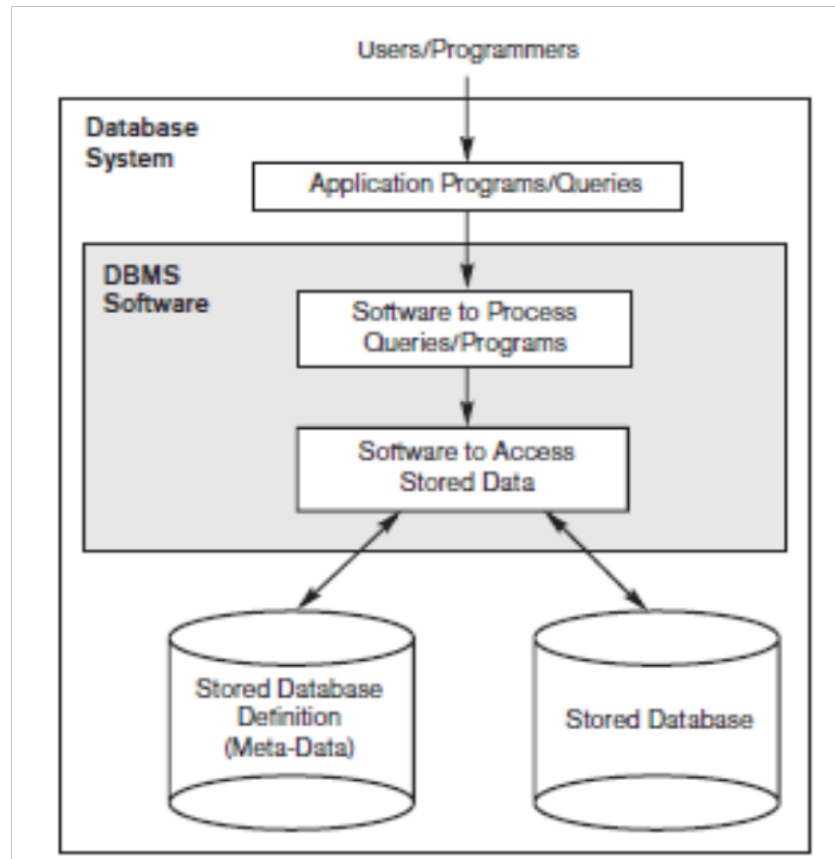 Users/Programmers
Database
System
Application Programs/Queries
DBMS
Software
Software to Process
Queries/Programs
Software to Access
Stored Data
Stored Database
Definition
(Meta-Data)
Stored Database